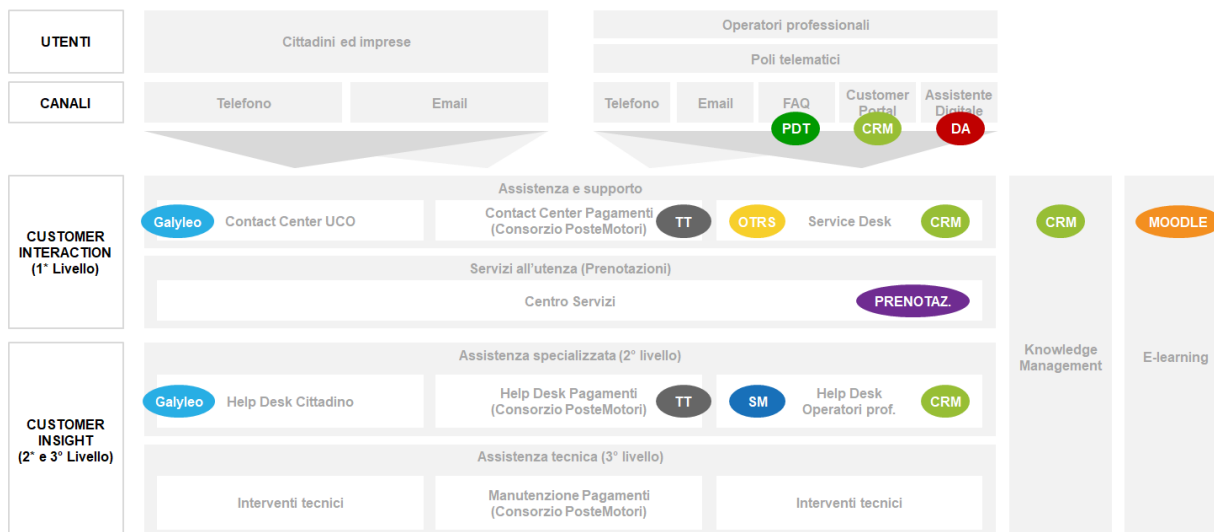 UTENTI
Cittadini ed imprese
Operatori professionali
Poli telematici
CANALI
Telefono
Email
Telefono
Email
FAQ
Customer
Portal
Assistente
Digitale
PDT
CRM
DA
CUSTOMER
INTERACTION
(1* Livello)
Assistenza e supporto
Galyleo
Contact Center UCO
Contact Center Pagamenti
(Consorzio PosteMotori)
TT
OTRS
Service Desk
CRM
Servizi all'utenza (Prenotazioni)
Centro Servizi
PRENOTAZ.
CRM
Knowledge
Management
MOODLE
E-learning
CUSTOMER
INSIGHT
(2* e 3° Livello)
Assistenza specializzata (2° livello)
Galyleo
Help Desk Cittadino
Help Desk Pagamenti
(Consorzio PosteMotori)
TT
SM
Help Desk
Operatori prof.
CRM
Assistenza tecnica (3° livello)
Interventi tecnici
Manutenzione Pagamenti
(Consorzio PosteMotori)
Interventi tecnici